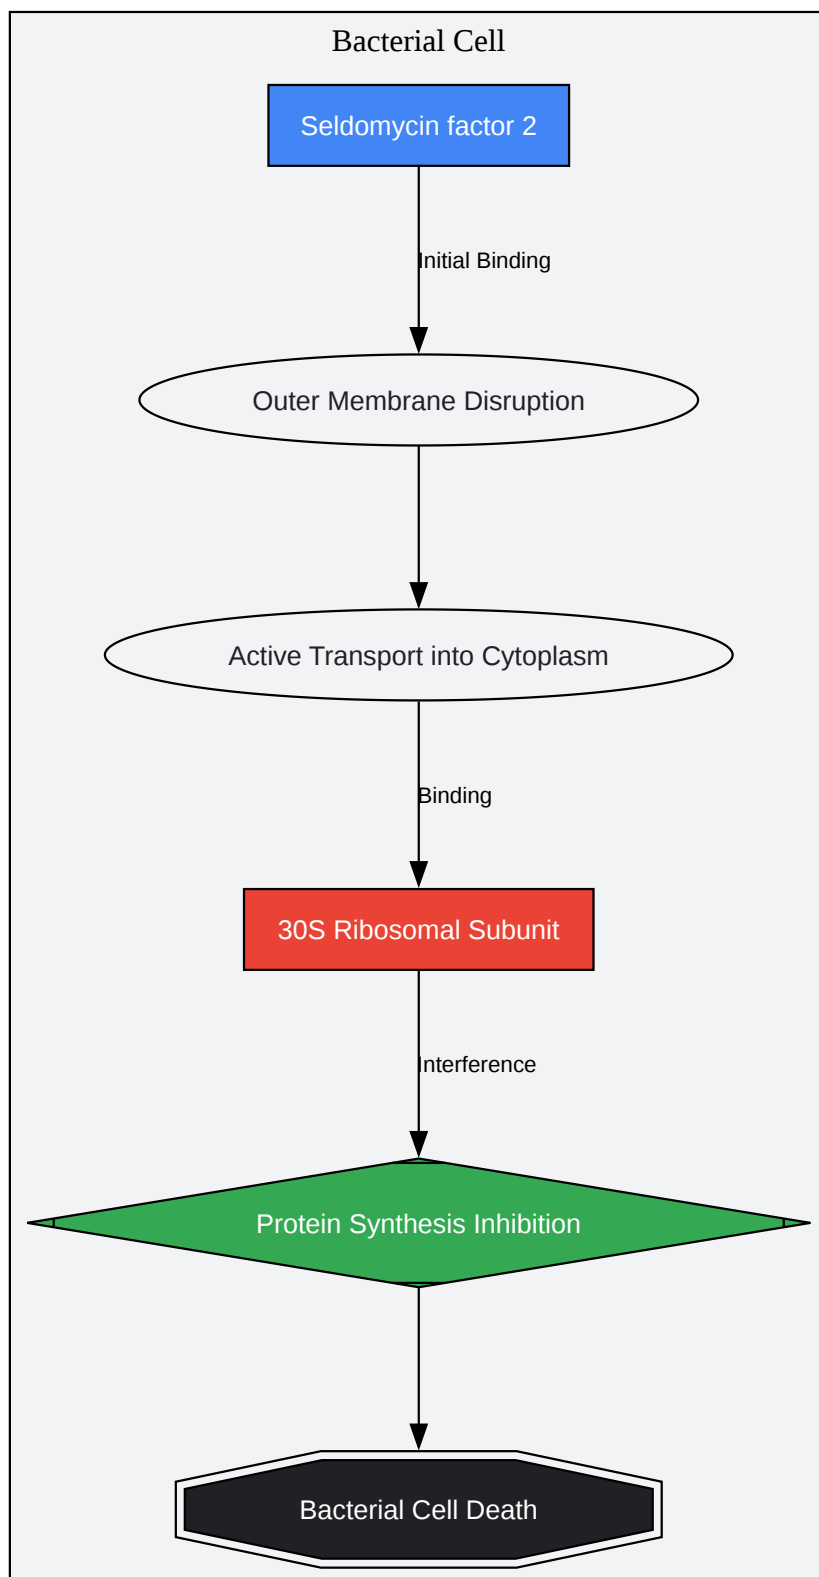 Bacterial Cell
Seldomycin factor 2
Initial Binding
Outer Membrane Disruption
Active Transport into Cytoplasm
Binding
30S Ribosomal Subunit
Interference
Protein Synthesis Inhibition
Bacterial Cell Death